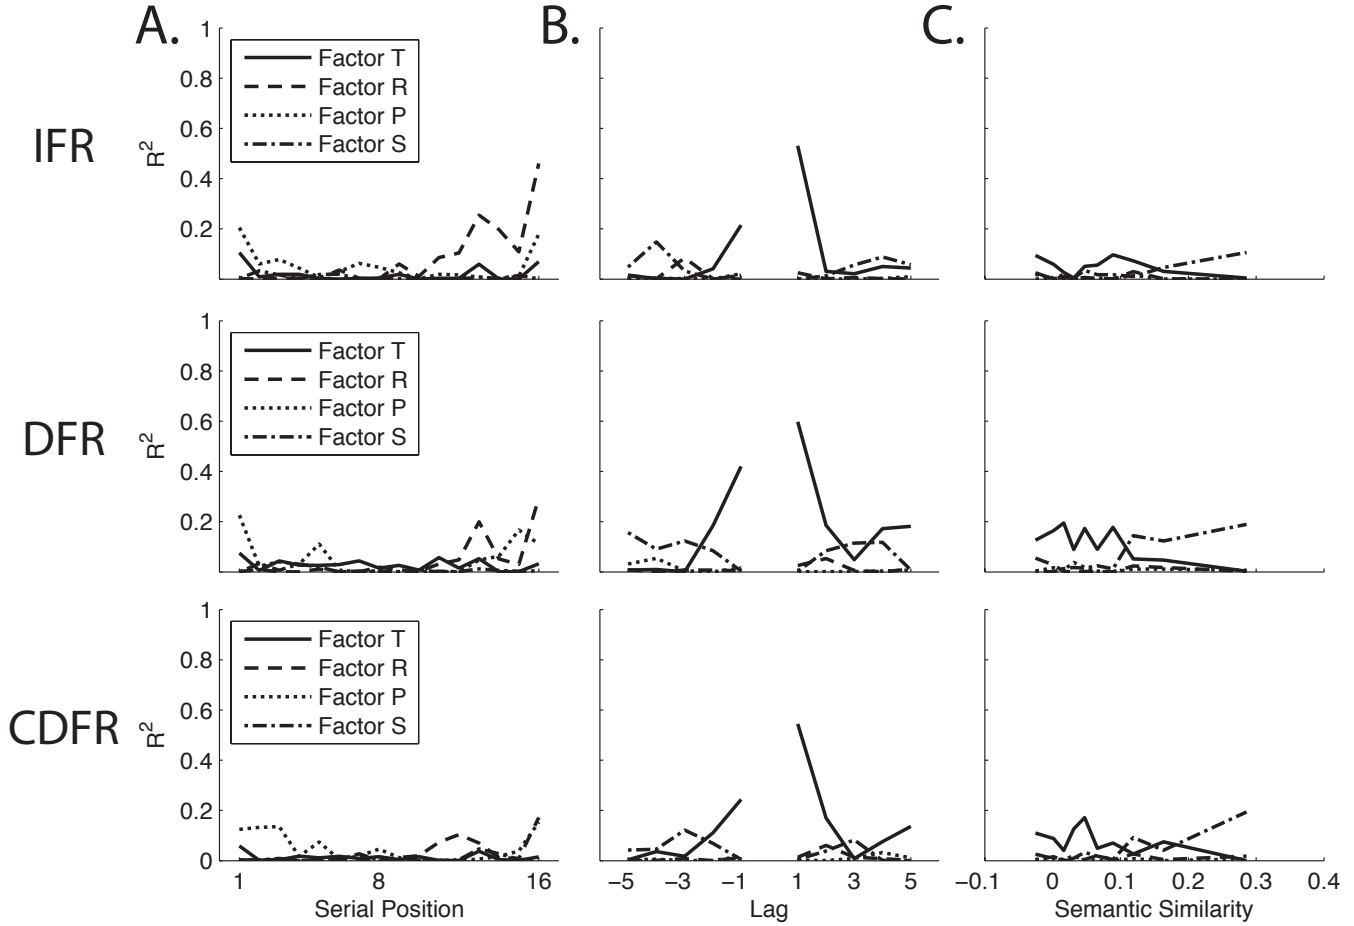 A.
B.
C.
IFR
R²
1
0.8
0.6
0.4
0.2
Factor T
Factor R
Factor P
Factor S
DFR
R²
1
0.8
0.6
0.4
0.2
Factor T
Factor R
Factor P
Factor S
CDFR
R²
1
0.8
0.6
0.4
0.2
0
Factor T
Factor R
Factor P
Factor S
1 8 16
Serial Position
−5 −3 −1 1 3 5
Lag
−0.1 0 0.1 0.2 0.3 0.4
Semantic Similarity